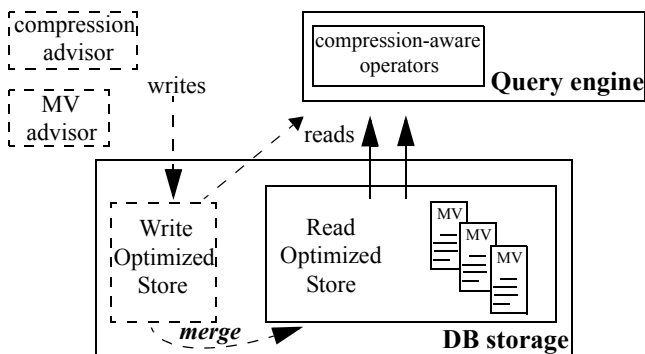 compression
advisor
MV
advisor
writes
compression-aware
operators
Query engine
reads
Write
Optimized
Store
Read
Optimized
Store
MV
MV
MV
merge
DB storage